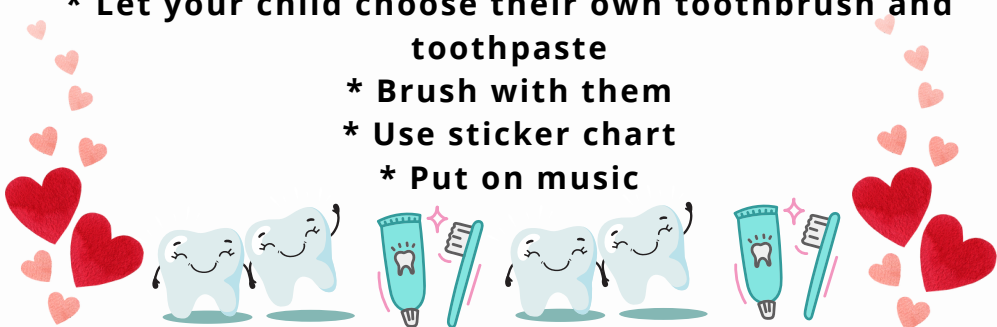 * Let your child choose their own toothbrush and
toothpaste
* Brush with them
* Use sticker chart
* Put on music